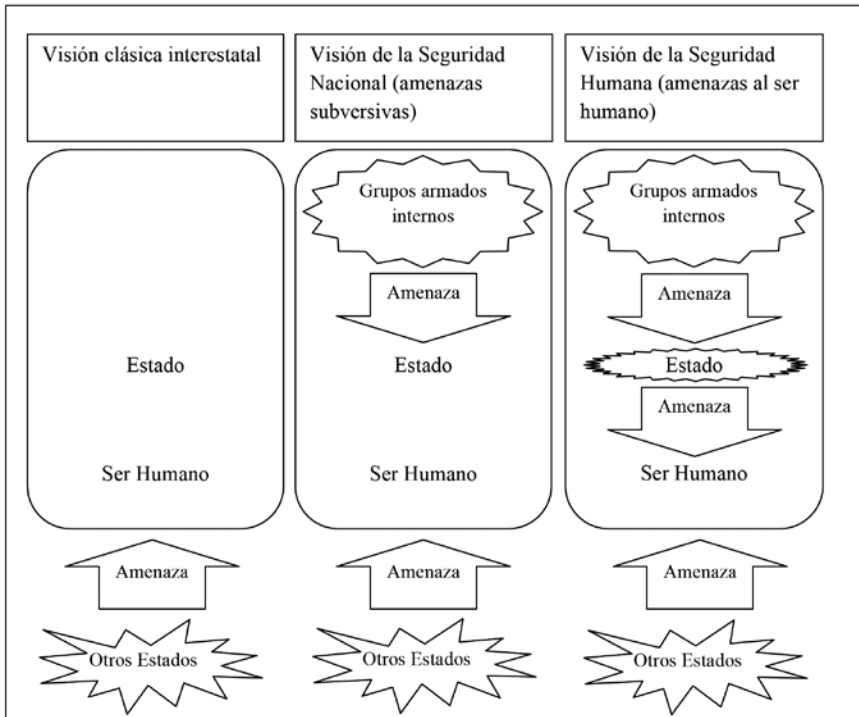 Visión clásica interestatal
Visión de la Seguridad
Nacional (amenazas
subversivas)
Visión de la Seguridad
Humana (amenazas al ser
humano)
Estado
Ser Humano
Amenaza
Otros Estados
Grupos armados
internos
Amenaza
Estado
Ser Humano
Amenaza
Otros Estados
Grupos armados
internos
Amenaza
Estado
Amenaza
Ser Humano
Amenaza
Otros Estados